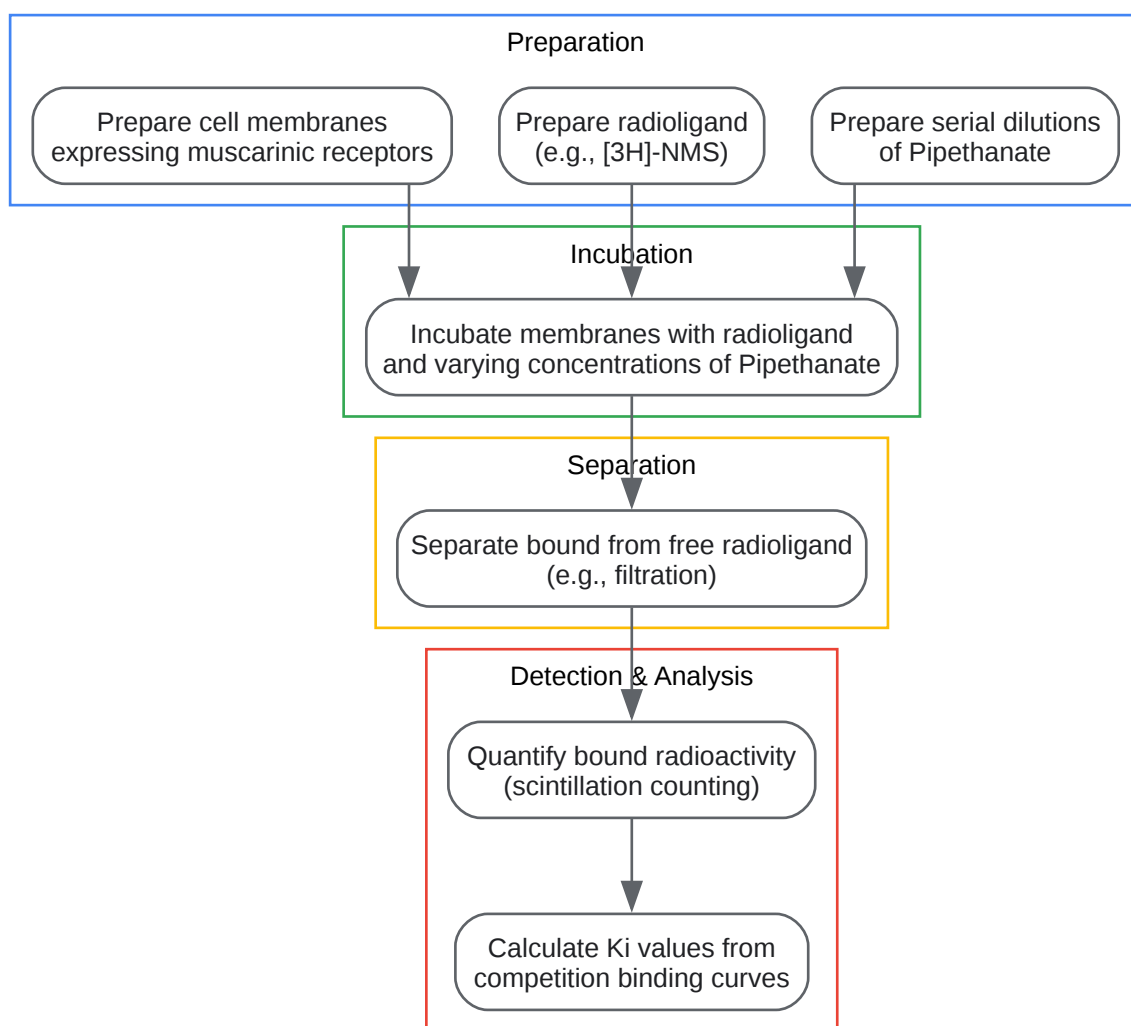 Preparation
Prepare cell membranes
expressing muscarinic receptors
Prepare radioligand
(e.g., [3H]-NMS)
Prepare serial dilutions
of Pipethanate
Incubation
Incubate membranes with radioligand
and varying concentrations of Pipethanate
Separation
Separate bound from free radioligand
(e.g., filtration)
Detection & Analysis
Quantify bound radioactivity
(scintillation counting)
Calculate Ki values from
competition binding curves